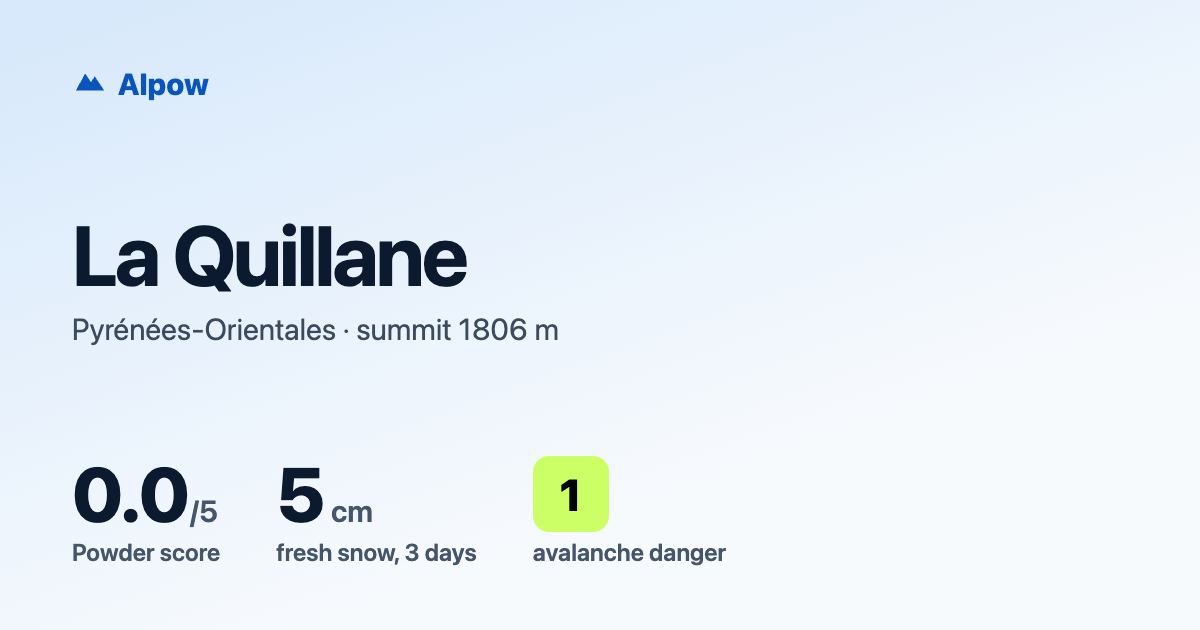 Alpow
La Quillane
Pyrénées-Orientales · summit 1806 m
0.0/5
Powder score
5 cm
fresh snow, 3 days
1
avalanche danger